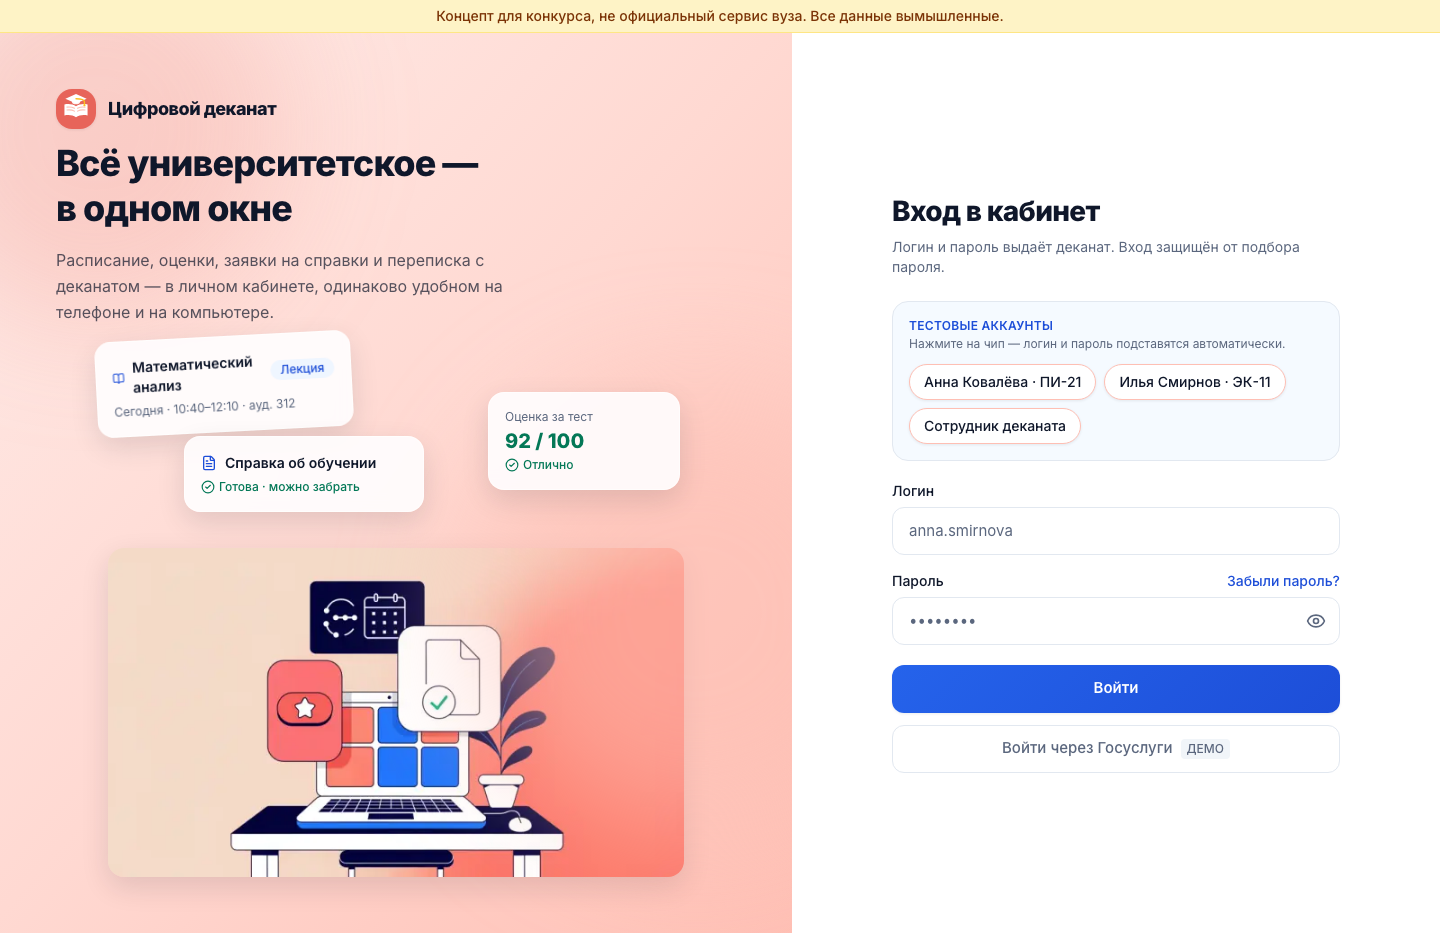 Концепт для конкурса, не официальный сервис вуза. Все данные вымышленные.
Цифровой деканат
Всё университетское —
в одном окне
Расписание, оценки, заявки на справки и переписка с
деканатом — в личном кабинете, одинаково удобном на
телефоне и на компьютере.
Математический
анализ
Лекция
Сегодня · 10:40–12:10 · ауд. 312
Справка об обучении
Готова · можно забрать
Оценка за тест
92 / 100
Отлично
Вход в кабинет
Логин и пароль выдаёт деканат. Вход защищён от подбора
пароля.
ТЕСТОВЫЕ АККАУНТЫ
Нажмите на чип — логин и пароль подставятся автоматически.
Анна Ковалёва · ПИ-21
Илья Смирнов · ЭК-11
Сотрудник деканата
Логин
anna.smirnova
Пароль
Забыли пароль?
••••••••
Войти
Войти через Госуслуги ДЕМО